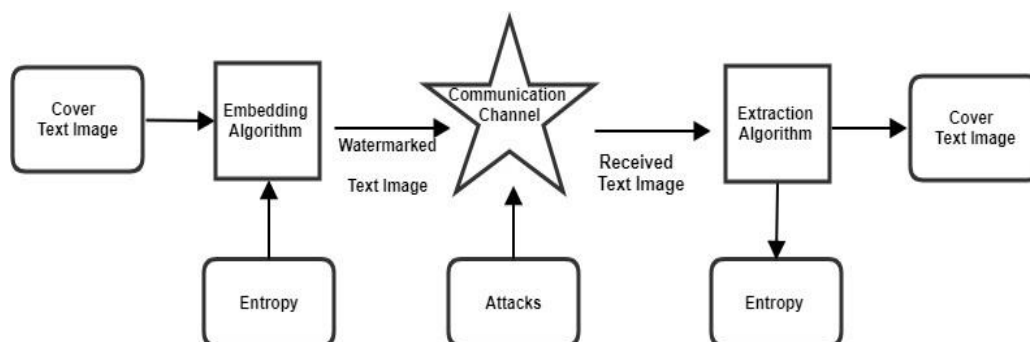 Cover
Text Image
Embedding
Algorithm
Watermarked
Text Image
Communication
Channel
Received
Text Image
Extraction
Algorithm
Cover
Text Image
Entropy
Attacks
Entropy